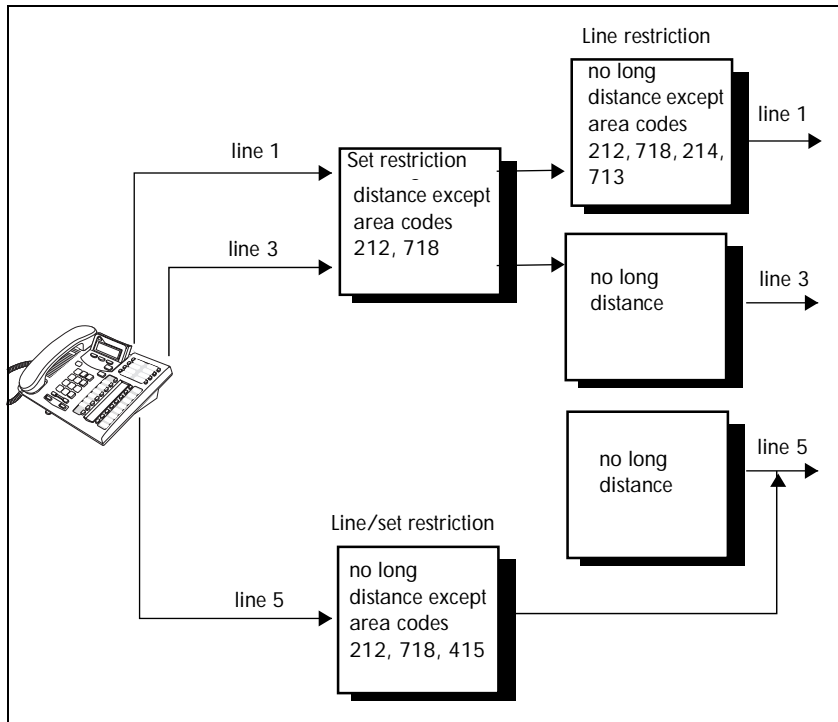 Line restriction
no long
distance except
area codes
212, 718, 214,
713
line 1
line 1
Set restriction
distance except
area codes
212, 718
line 3
no long
distance
line 3
no long
distance
line 5
Line/set restriction
no long
distance except
area codes
212, 718, 415
line 5